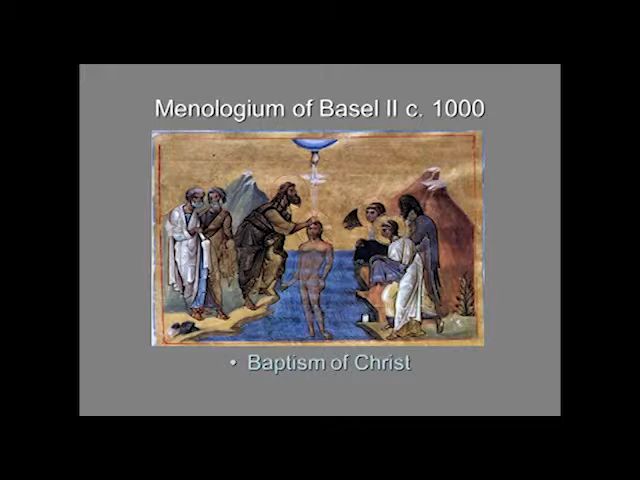 Menologium of Basel II c. 1000
• Baptism of Christ